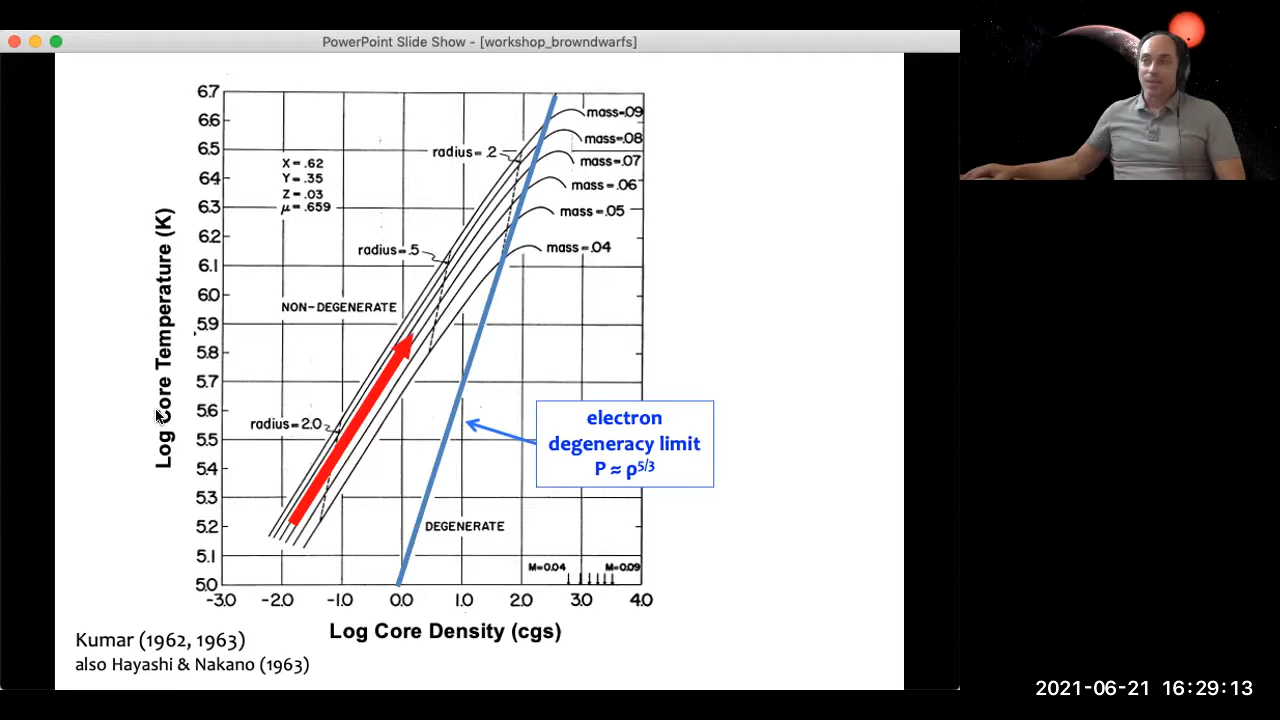 PowerPoint Slide Show - [workshop_browndwarfs]
6.7
6.6
6.5
6.4
6.3
6.2
6.1
6.0
5.9
5.8
5.7
5.6
5.5
5.4
5.3
5.2
5.1
5.0
Log Core Temperature (K)
X = .62
Y = .35
Z = .03
μ = .659
radius = .2
mass=.09
mass=.08
mass=.07
mass=.06
mass=.05
mass=.04
radius=.5
NON-DEGENERATE
radius=2.0
electron
degeneracy limit
P ≈ ρ5/3
DEGENERATE
M=0.04
M=0.09
-3.0 -2.0 -1.0 0.0 1.0 2.0 3.0 4.0
Log Core Density (cgs)
Kumar (1962, 1963)
also Hayashi & Nakano (1963)
2021-06-21 16:29:13